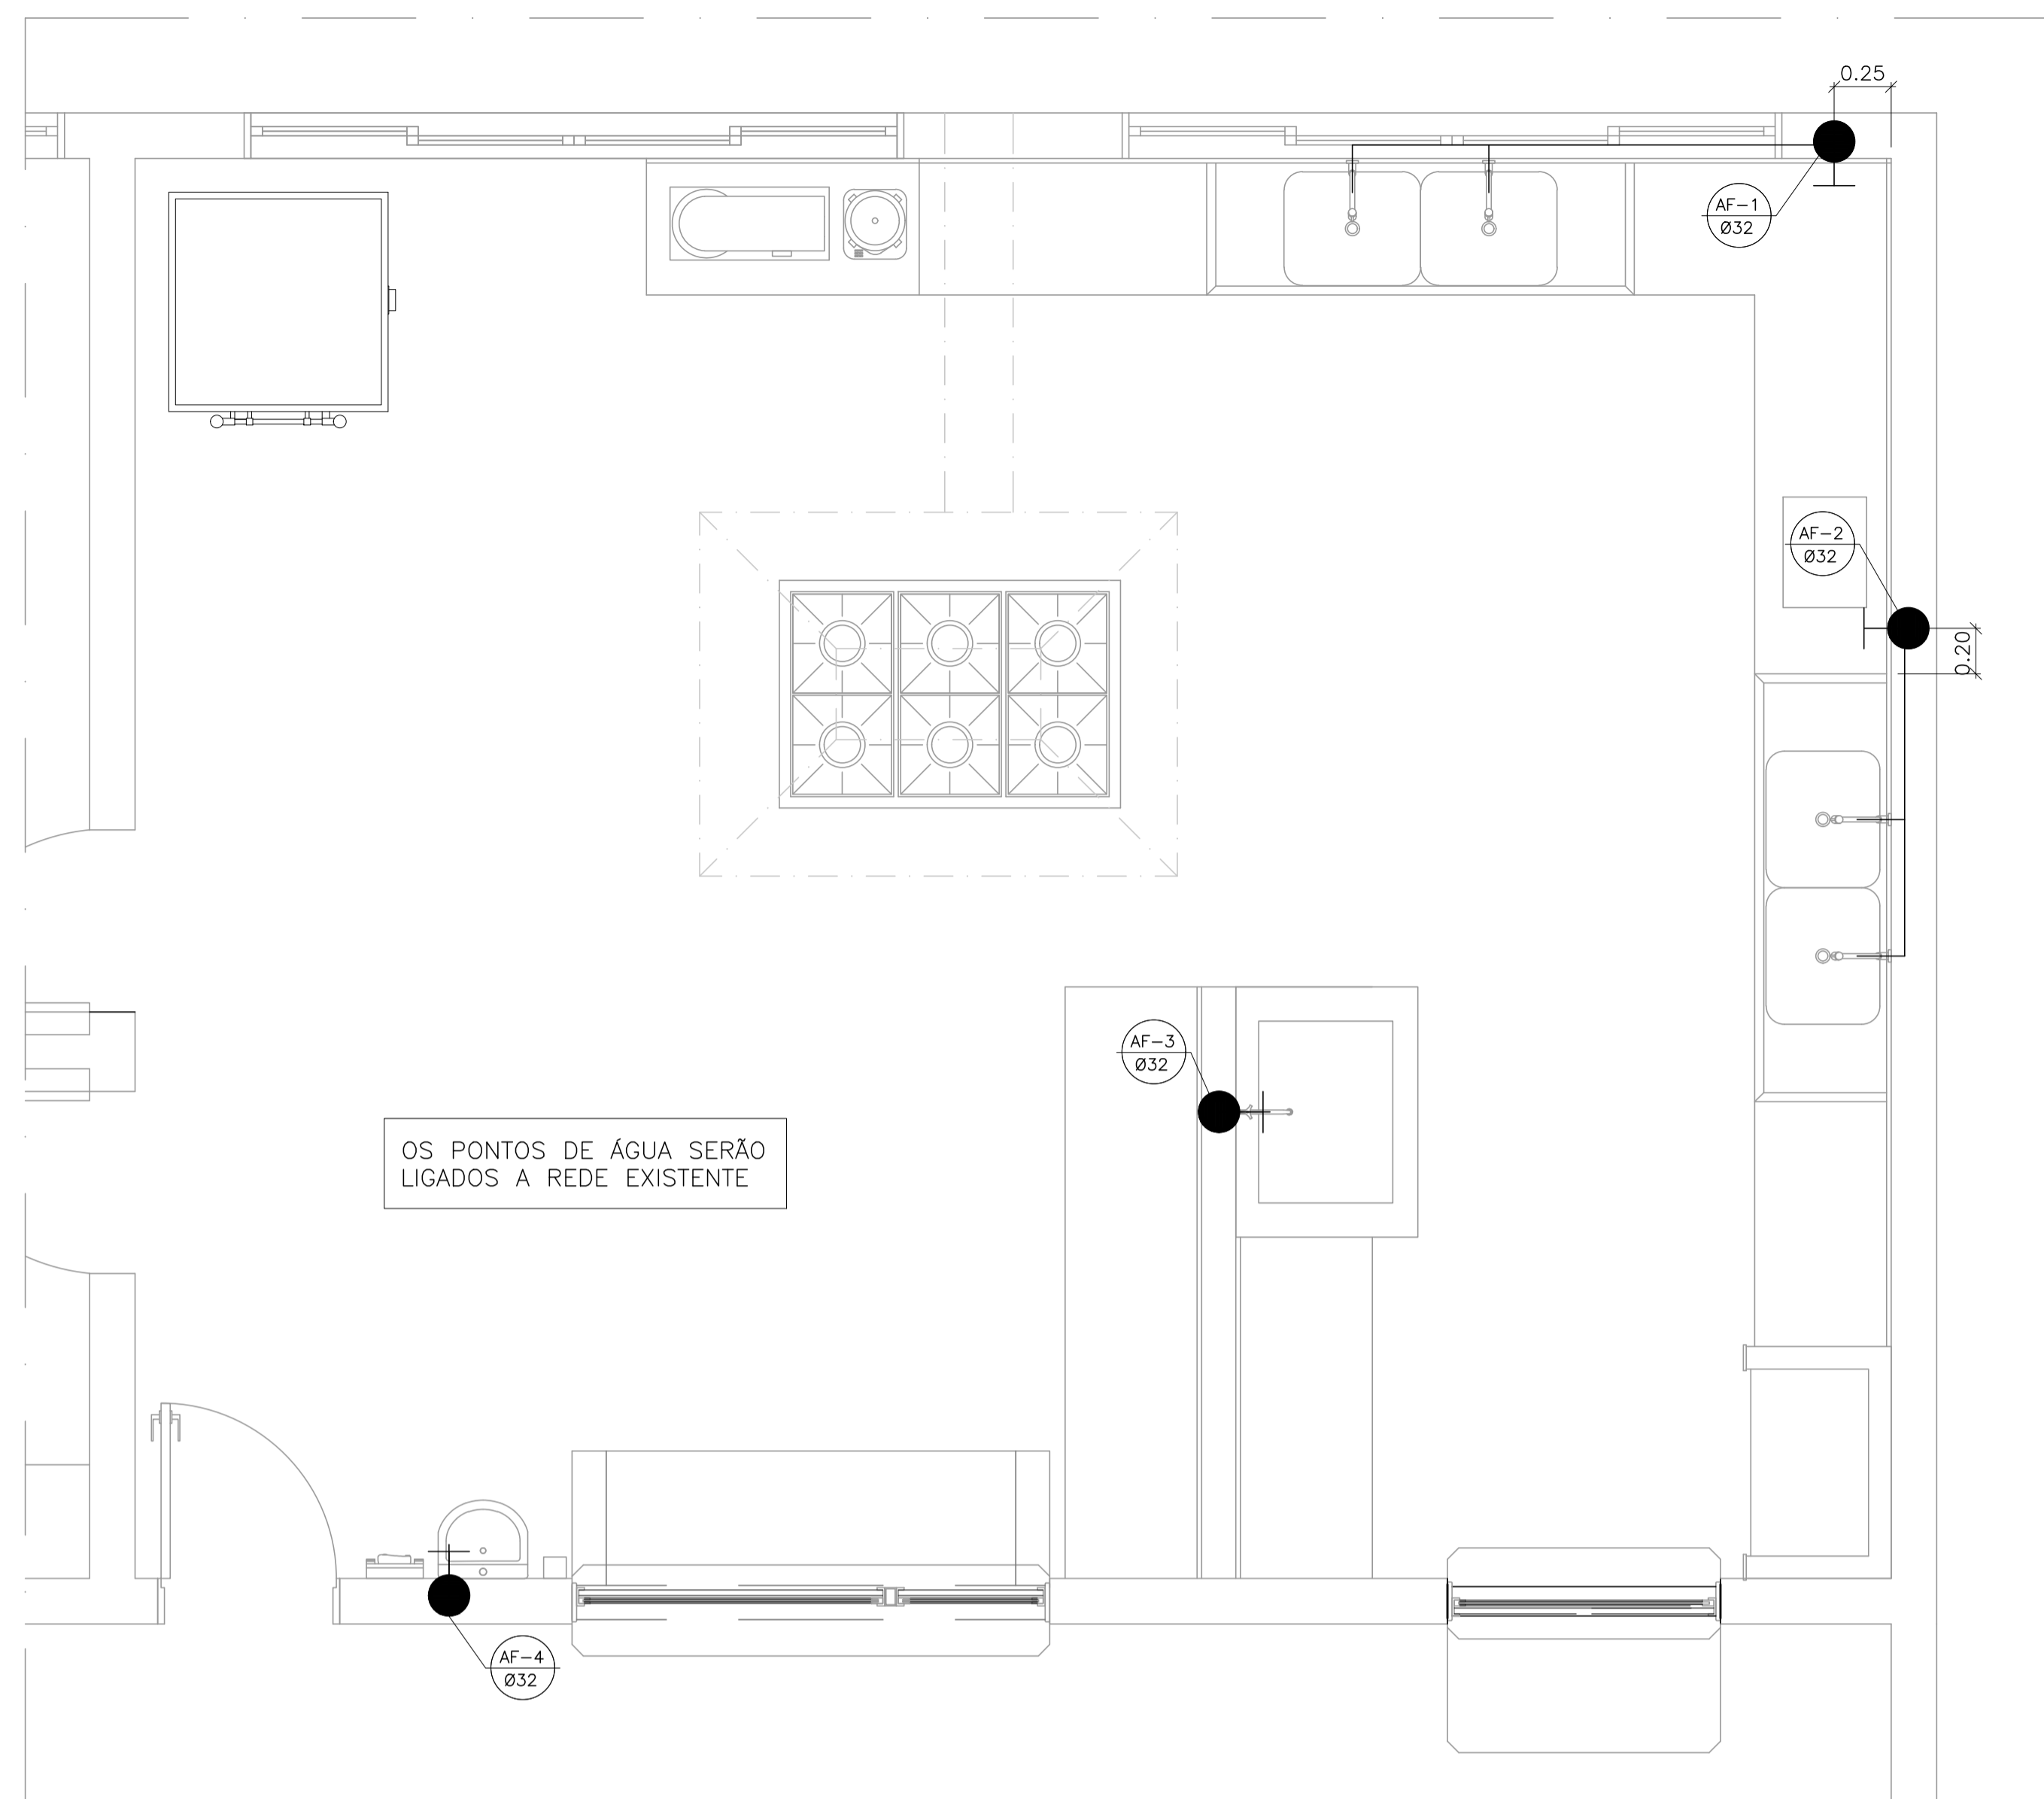 0.25
AF-1
Ø32
AF-2
Ø32
0.20
AF-3
Ø32
OS PONTOS DE ÁGUA SERÃO
LIGADOS A REDE EXISTENTE
AF-4
Ø32